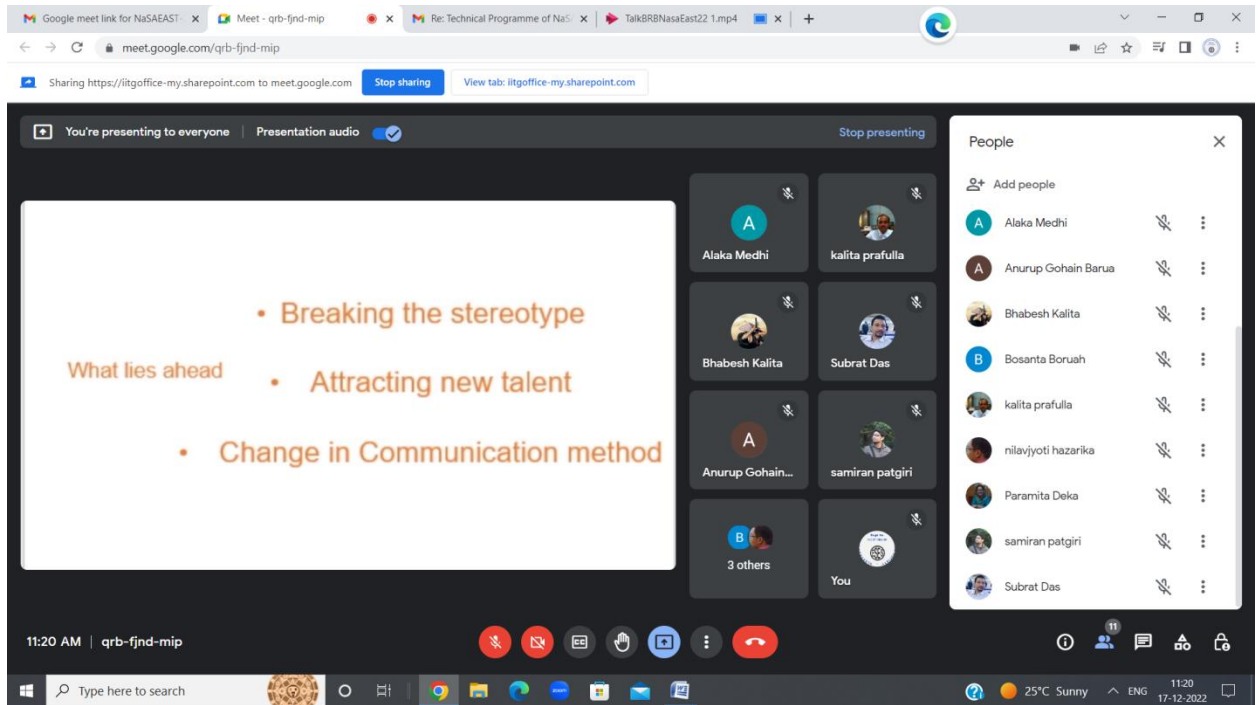 Meet - qrb-fjnd-mip
Google meet link for NaSAEAST-
Re: Technical Programme of NaS
TalkBRBNasaEast22 1.mp4
meet.google.com/qrb-fjnd-mip
Sharing https://iitgoffice-my.sharepoint.com to meet.google.com
Stop sharing
View tab: iitgoffice-my.sharepoint.com
You're presenting to everyone
Presentation audio
Stop presenting
What lies ahead
• Breaking the stereotype
• Attracting new talent
• Change in Communication method
A
Alaka Medhi
kalita prafulla
Bhabesh Kalita
Subrat Das
A
Anurup Gohain...
samiran patgiri
B
3 others
You
People
Add people
A Alaka Medhi
A Anurup Gohain Barua
Bhabesh Kalita
B Bosanta Boruah
kalita prafulla
nilavjyoti hazarika
Paramita Deka
samiran patgiri
Subrat Das
11:20 AM | qrb-fjnd-mip
11
Type here to search
zoom
25°C Sunny
ENG
11:20
17-12-2022